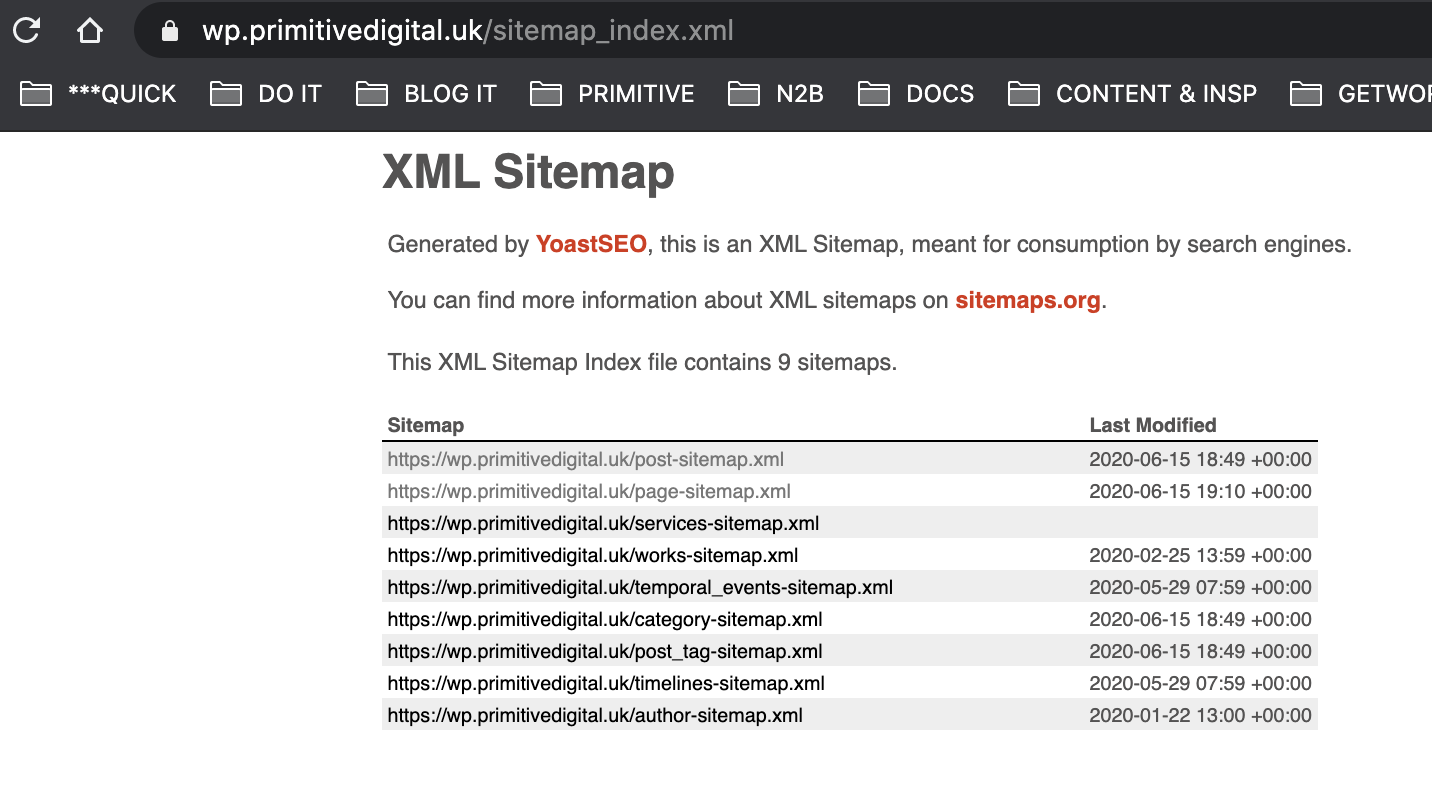 wp.primitivedigital.uk/sitemap_index.xml
***QUICK DO IT BLOG IT PRIMITIVE N2B DOCS CONTENT & INSP GETWOR
XML Sitemap
Generated by YoastSEO, this is an XML Sitemap, meant for consumption by search engines.
You can find more information about XML sitemaps on sitemaps.org.
This XML Sitemap Index file contains 9 sitemaps.
Sitemap Last Modified
https://wp.primitivedigital.uk/post-sitemap.xml 2020-06-15 18:49 +00:00
https://wp.primitivedigital.uk/page-sitemap.xml 2020-06-15 19:10 +00:00
https://wp.primitivedigital.uk/services-sitemap.xml
https://wp.primitivedigital.uk/works-sitemap.xml 2020-02-25 13:59 +00:00
https://wp.primitivedigital.uk/temporal_events-sitemap.xml 2020-05-29 07:59 +00:00
https://wp.primitivedigital.uk/category-sitemap.xml 2020-06-15 18:49 +00:00
https://wp.primitivedigital.uk/post_tag-sitemap.xml 2020-06-15 18:49 +00:00
https://wp.primitivedigital.uk/timelines-sitemap.xml 2020-05-29 07:59 +00:00
https://wp.primitivedigital.uk/author-sitemap.xml 2020-01-22 13:00 +00:00